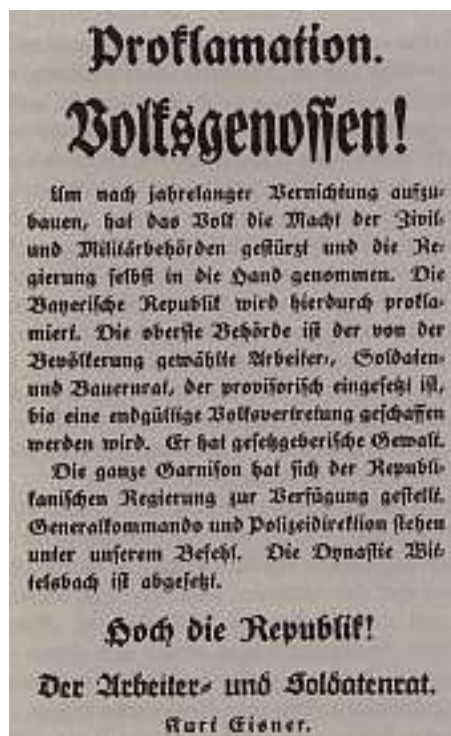 Proklamation.
Volksgenossen!
Um nach jahrelanger Vernichtung aufzu-
bauen, hat das Volk die Macht der Zivil-
und Militärbehörden gestürzt und die Re-
gierung selbst in die Hand genommen. Die
Bayerische Republik wird hierdurch prokla-
miert. Die oberste Behörde ist der von der
Bevölkerung gewählte Arbeiter-, Soldaten-
und Bauernrat, der provisorisch eingesetzt ist,
bis eine endgültige Volksvertretung geschaffen
werden wird. Er hat gesetzgeberische Gewalt.
Die ganze Garnison hat sich der Republi-
kanischen Regierung zur Verfügung gestellt.
Generalkommando und Polizeidirektion stehen
unter unserem Befehl. Die Dynastie Wit-
telsbach ist abgesetzt.
Hoch die Republik!
Der Arbeiter- und Soldatenrat.
Kurt Eisner.